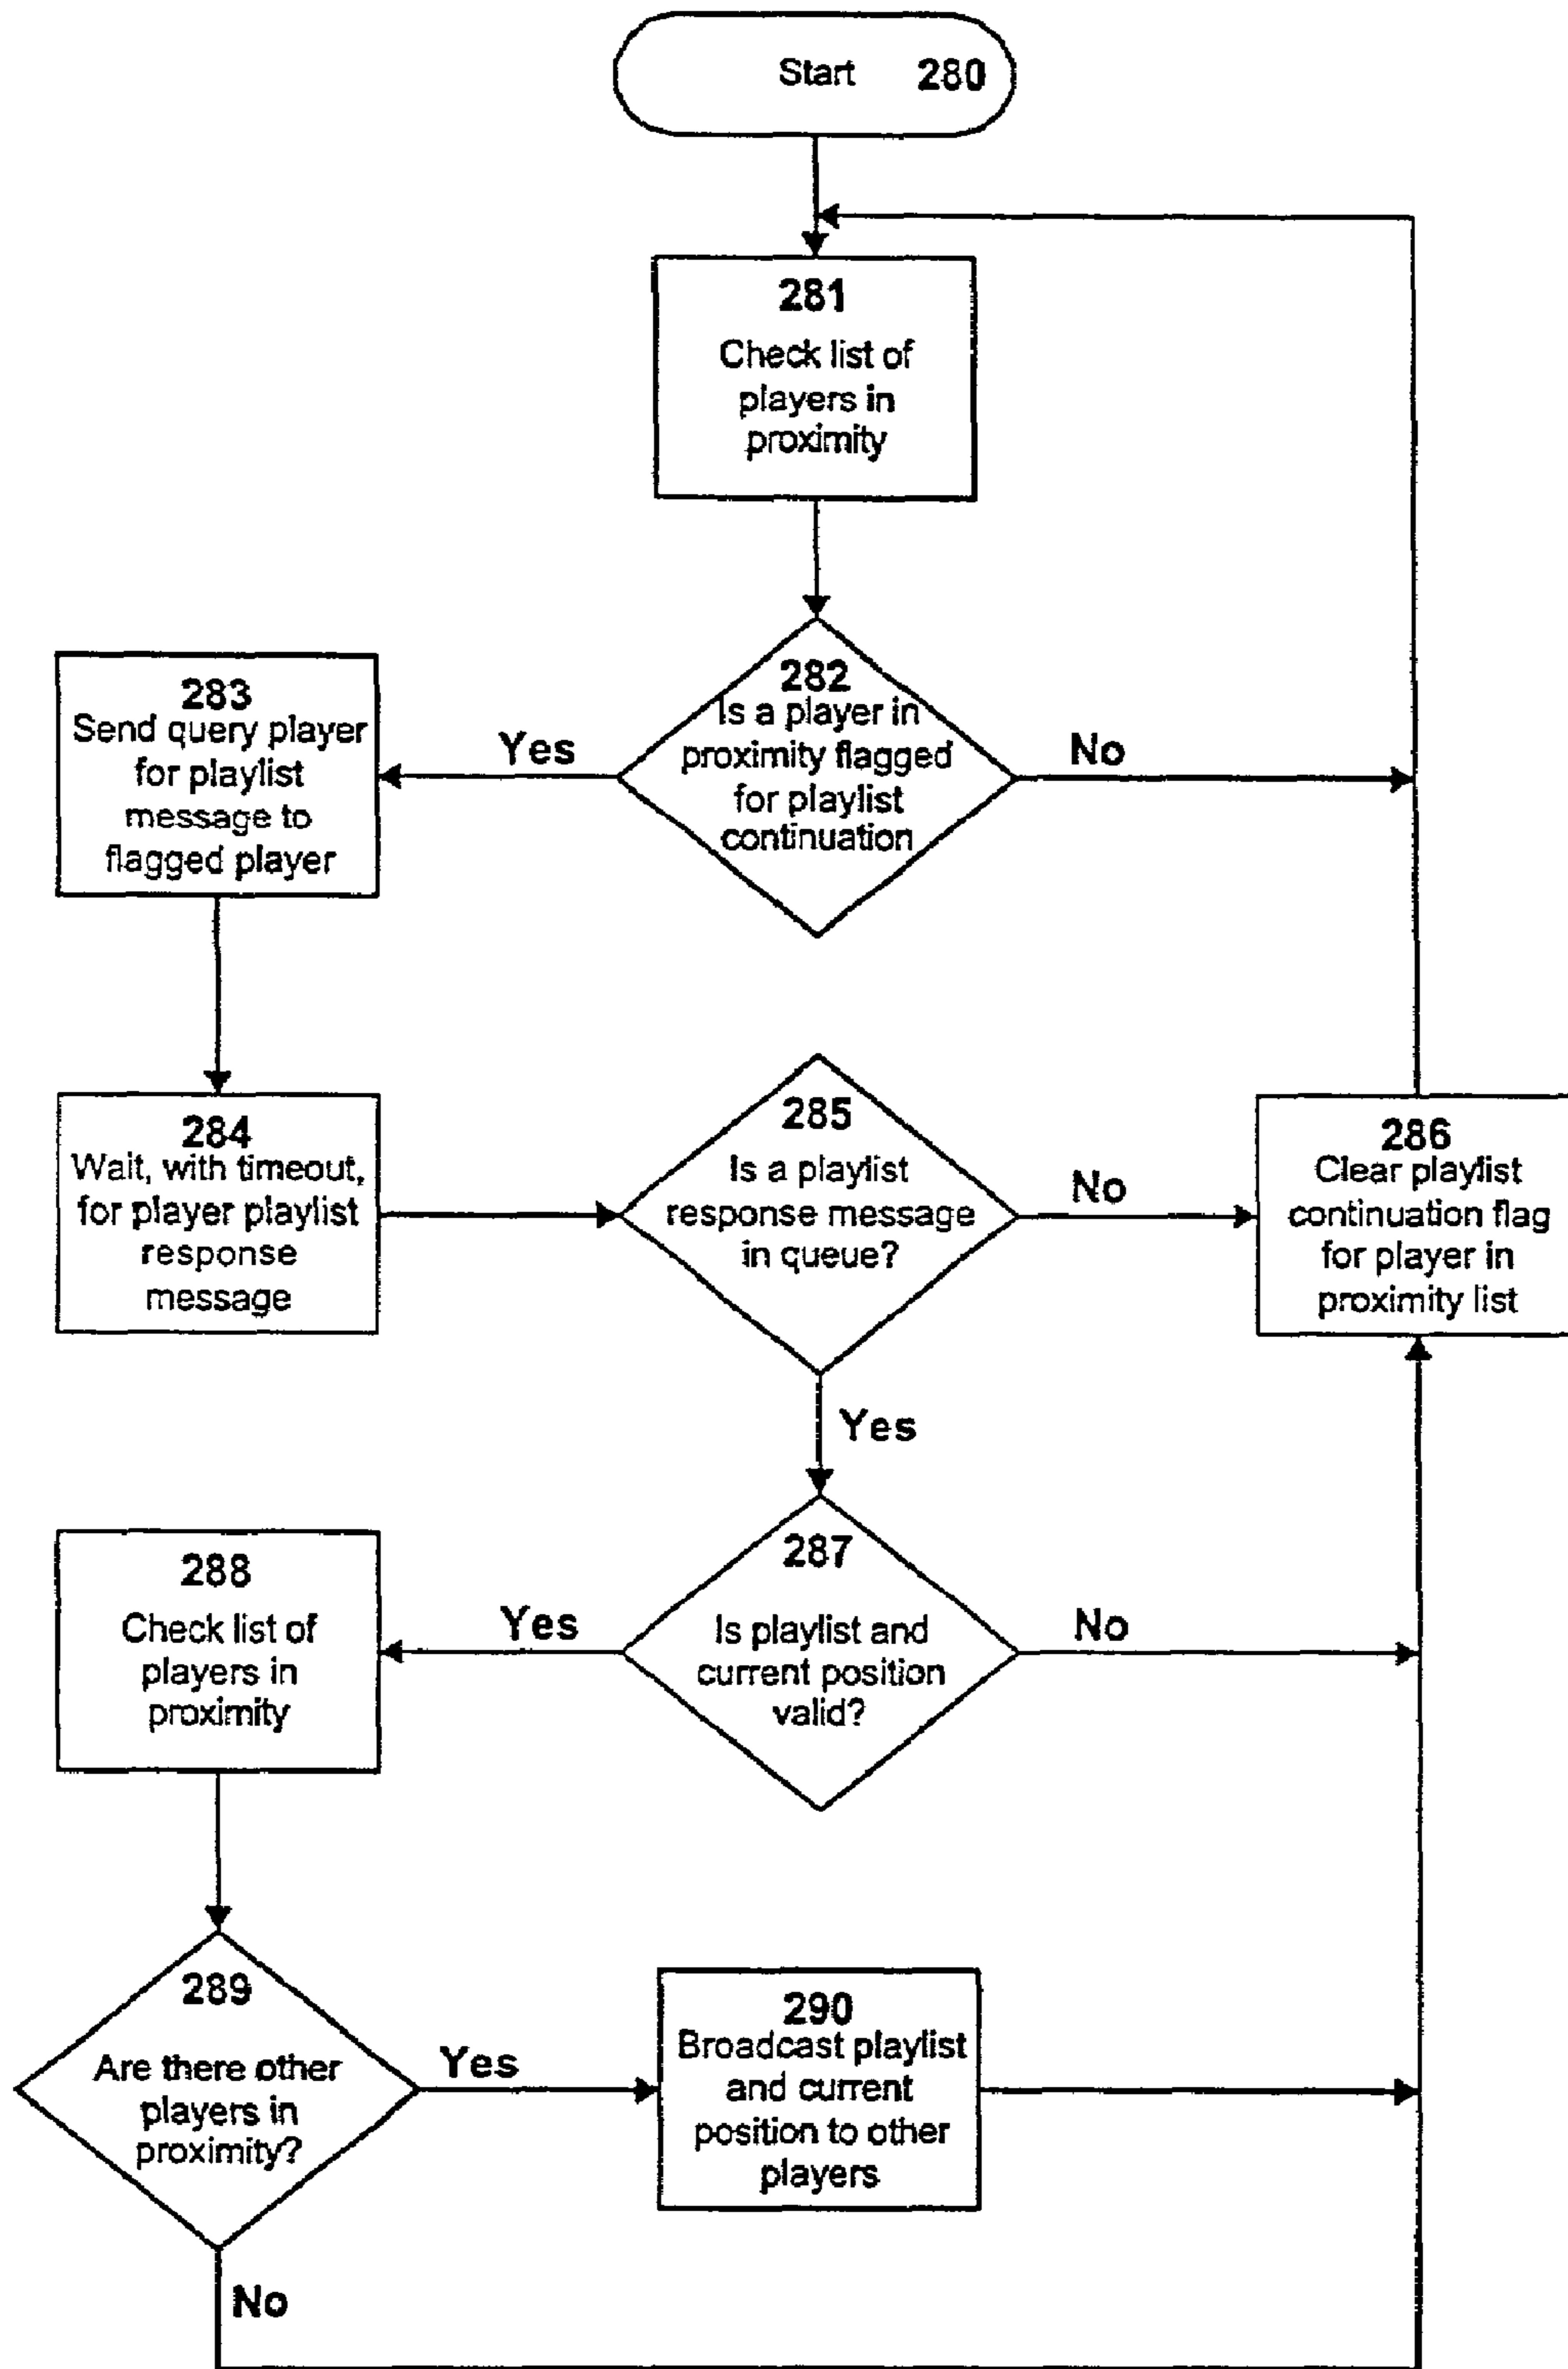 Start 280
281
Check list of
players in
proximity
282
Is a player in
proximity flagged
for playlist
continuation
Yes
No
283
Send query player
for playlist
message to
flagged player
284
Wait, with timeout,
for player playlist
response
message
285
Is a playlist
response message
in queue?
No
Yes
286
Clear playlist
continuation flag
for player in
proximity list
287
Is playlist and
current position
valid?
Yes
No
288
Check list of
players in
proximity
289
Are there other
players in
proximity?
Yes
No
290
Broadcast playlist
and current
position to other
players